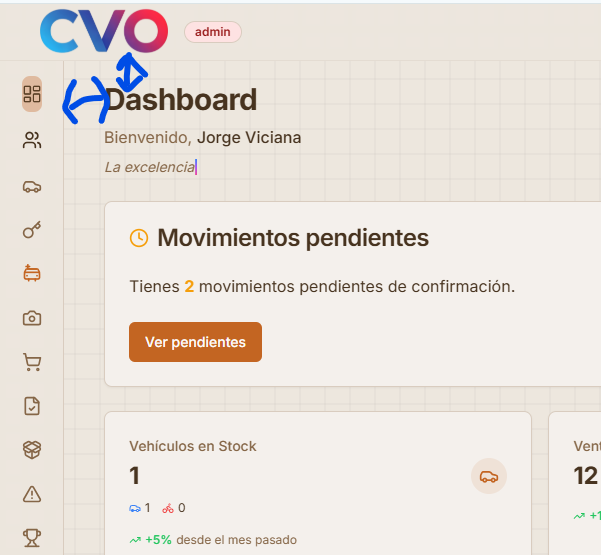 CVO
admin
Dashboard
Bienvenido, Jorge Viciana
La excelencia
Movimientos pendientes
Tienes 2 movimientos pendientes de confirmación.
Ver pendientes
Vehículos en Stock
1
1 0
+5% desde el mes pasado
Vent
12
+1